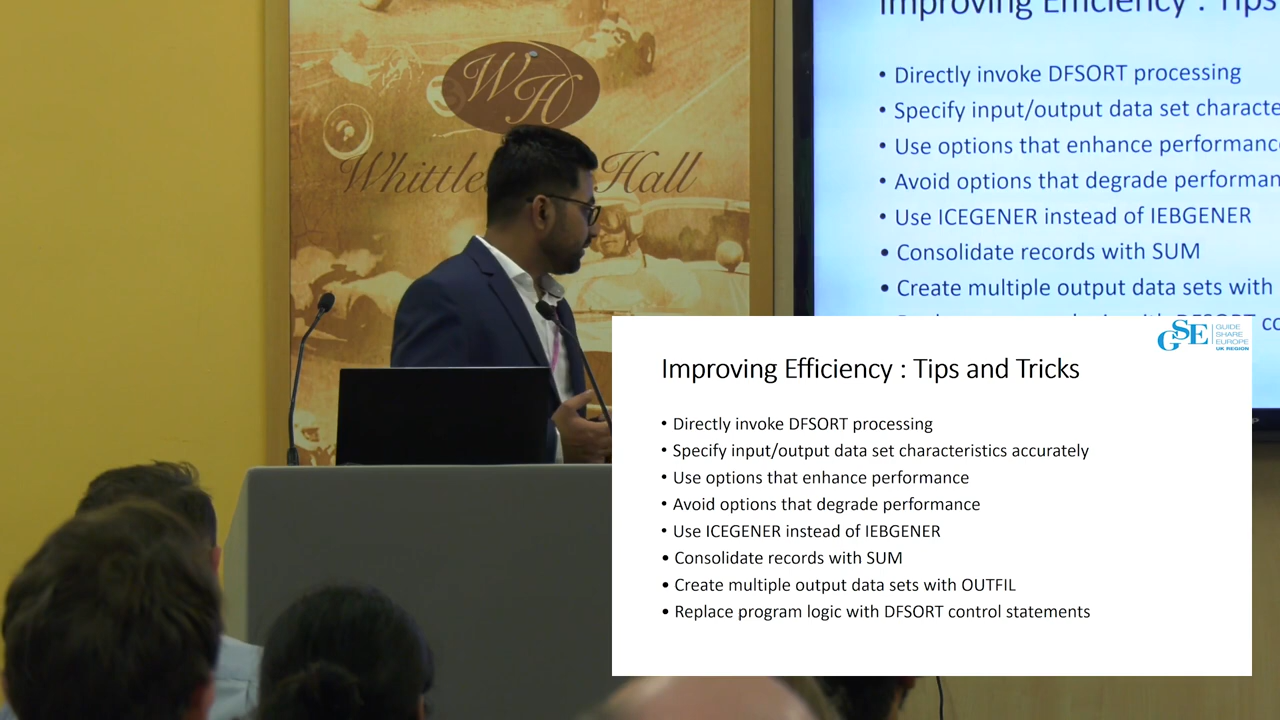 WH
Whittle Hall
Improving Efficiency : Tips
• Directly invoke DFSORT processing
• Specify input/output data set characte
• Use options that enhance performanc
• Avoid options that degrade performan
• Use ICEGENER instead of IEBGENER
• Consolidate records with SUM
• Create multiple output data sets with
GSE
GUIDE
SHARE
EUROPE
UK REGION
Improving Efficiency : Tips and Tricks
• Directly invoke DFSORT processing
• Specify input/output data set characteristics accurately
• Use options that enhance performance
• Avoid options that degrade performance
• Use ICEGENER instead of IEBGENER
• Consolidate records with SUM
• Create multiple output data sets with OUTFIL
• Replace program logic with DFSORT control statements